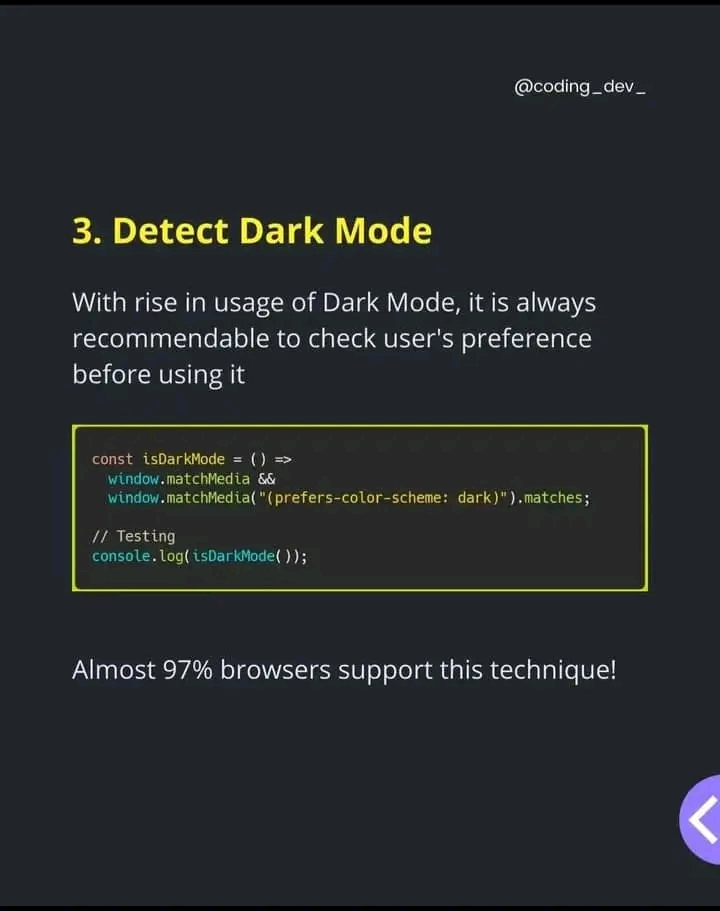 @coding_dev_
3. Detect Dark Mode
With rise in usage of Dark Mode, it is always
recommendable to check user's preference
before using it
const isDarkMode = () =>
  window.matchMedia &&
  window.matchMedia("(prefers-color-scheme: dark)").matches;
// Testing
console.log(isDarkMode());
Almost 97% browsers support this technique!